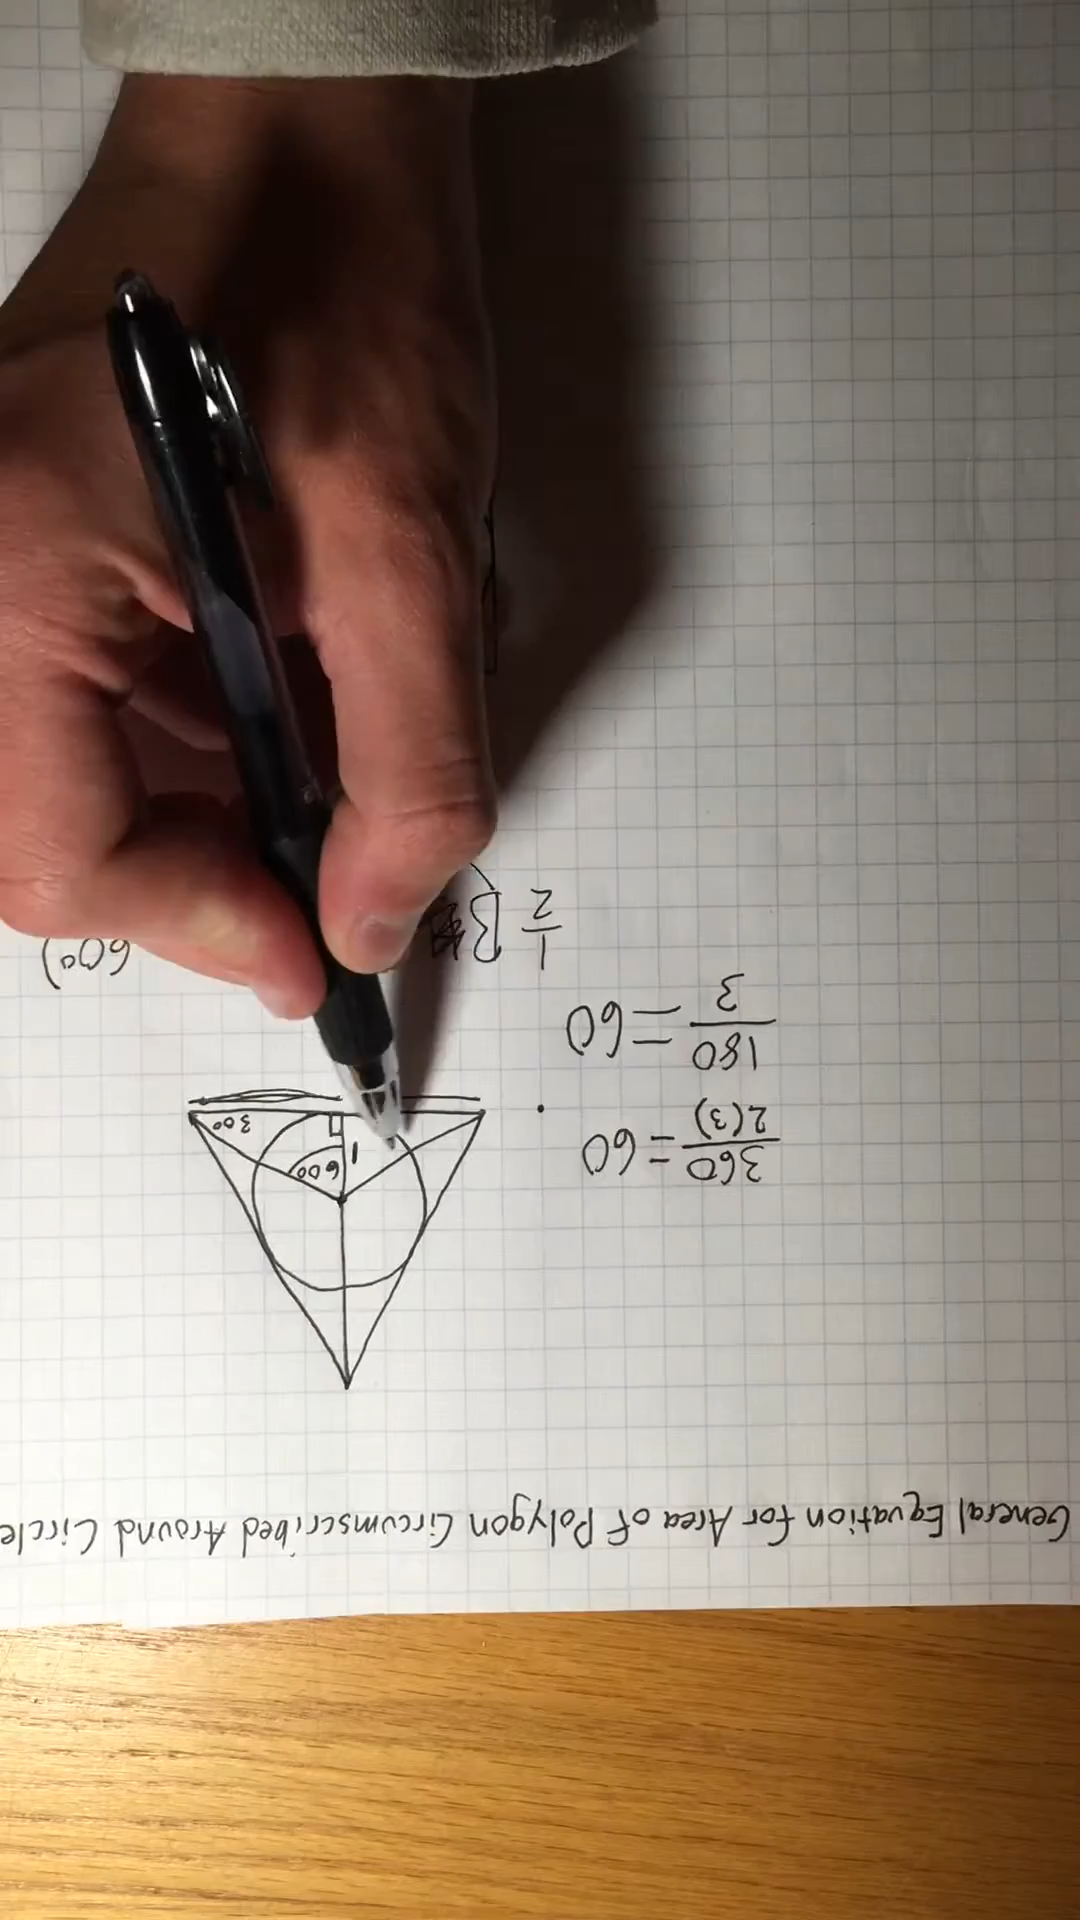 General Equation for Area of Polygon Circumscribed Around Circle
360/2(3) = 60
180/3 = 60
60°
1
30°
1/2 B
60°)